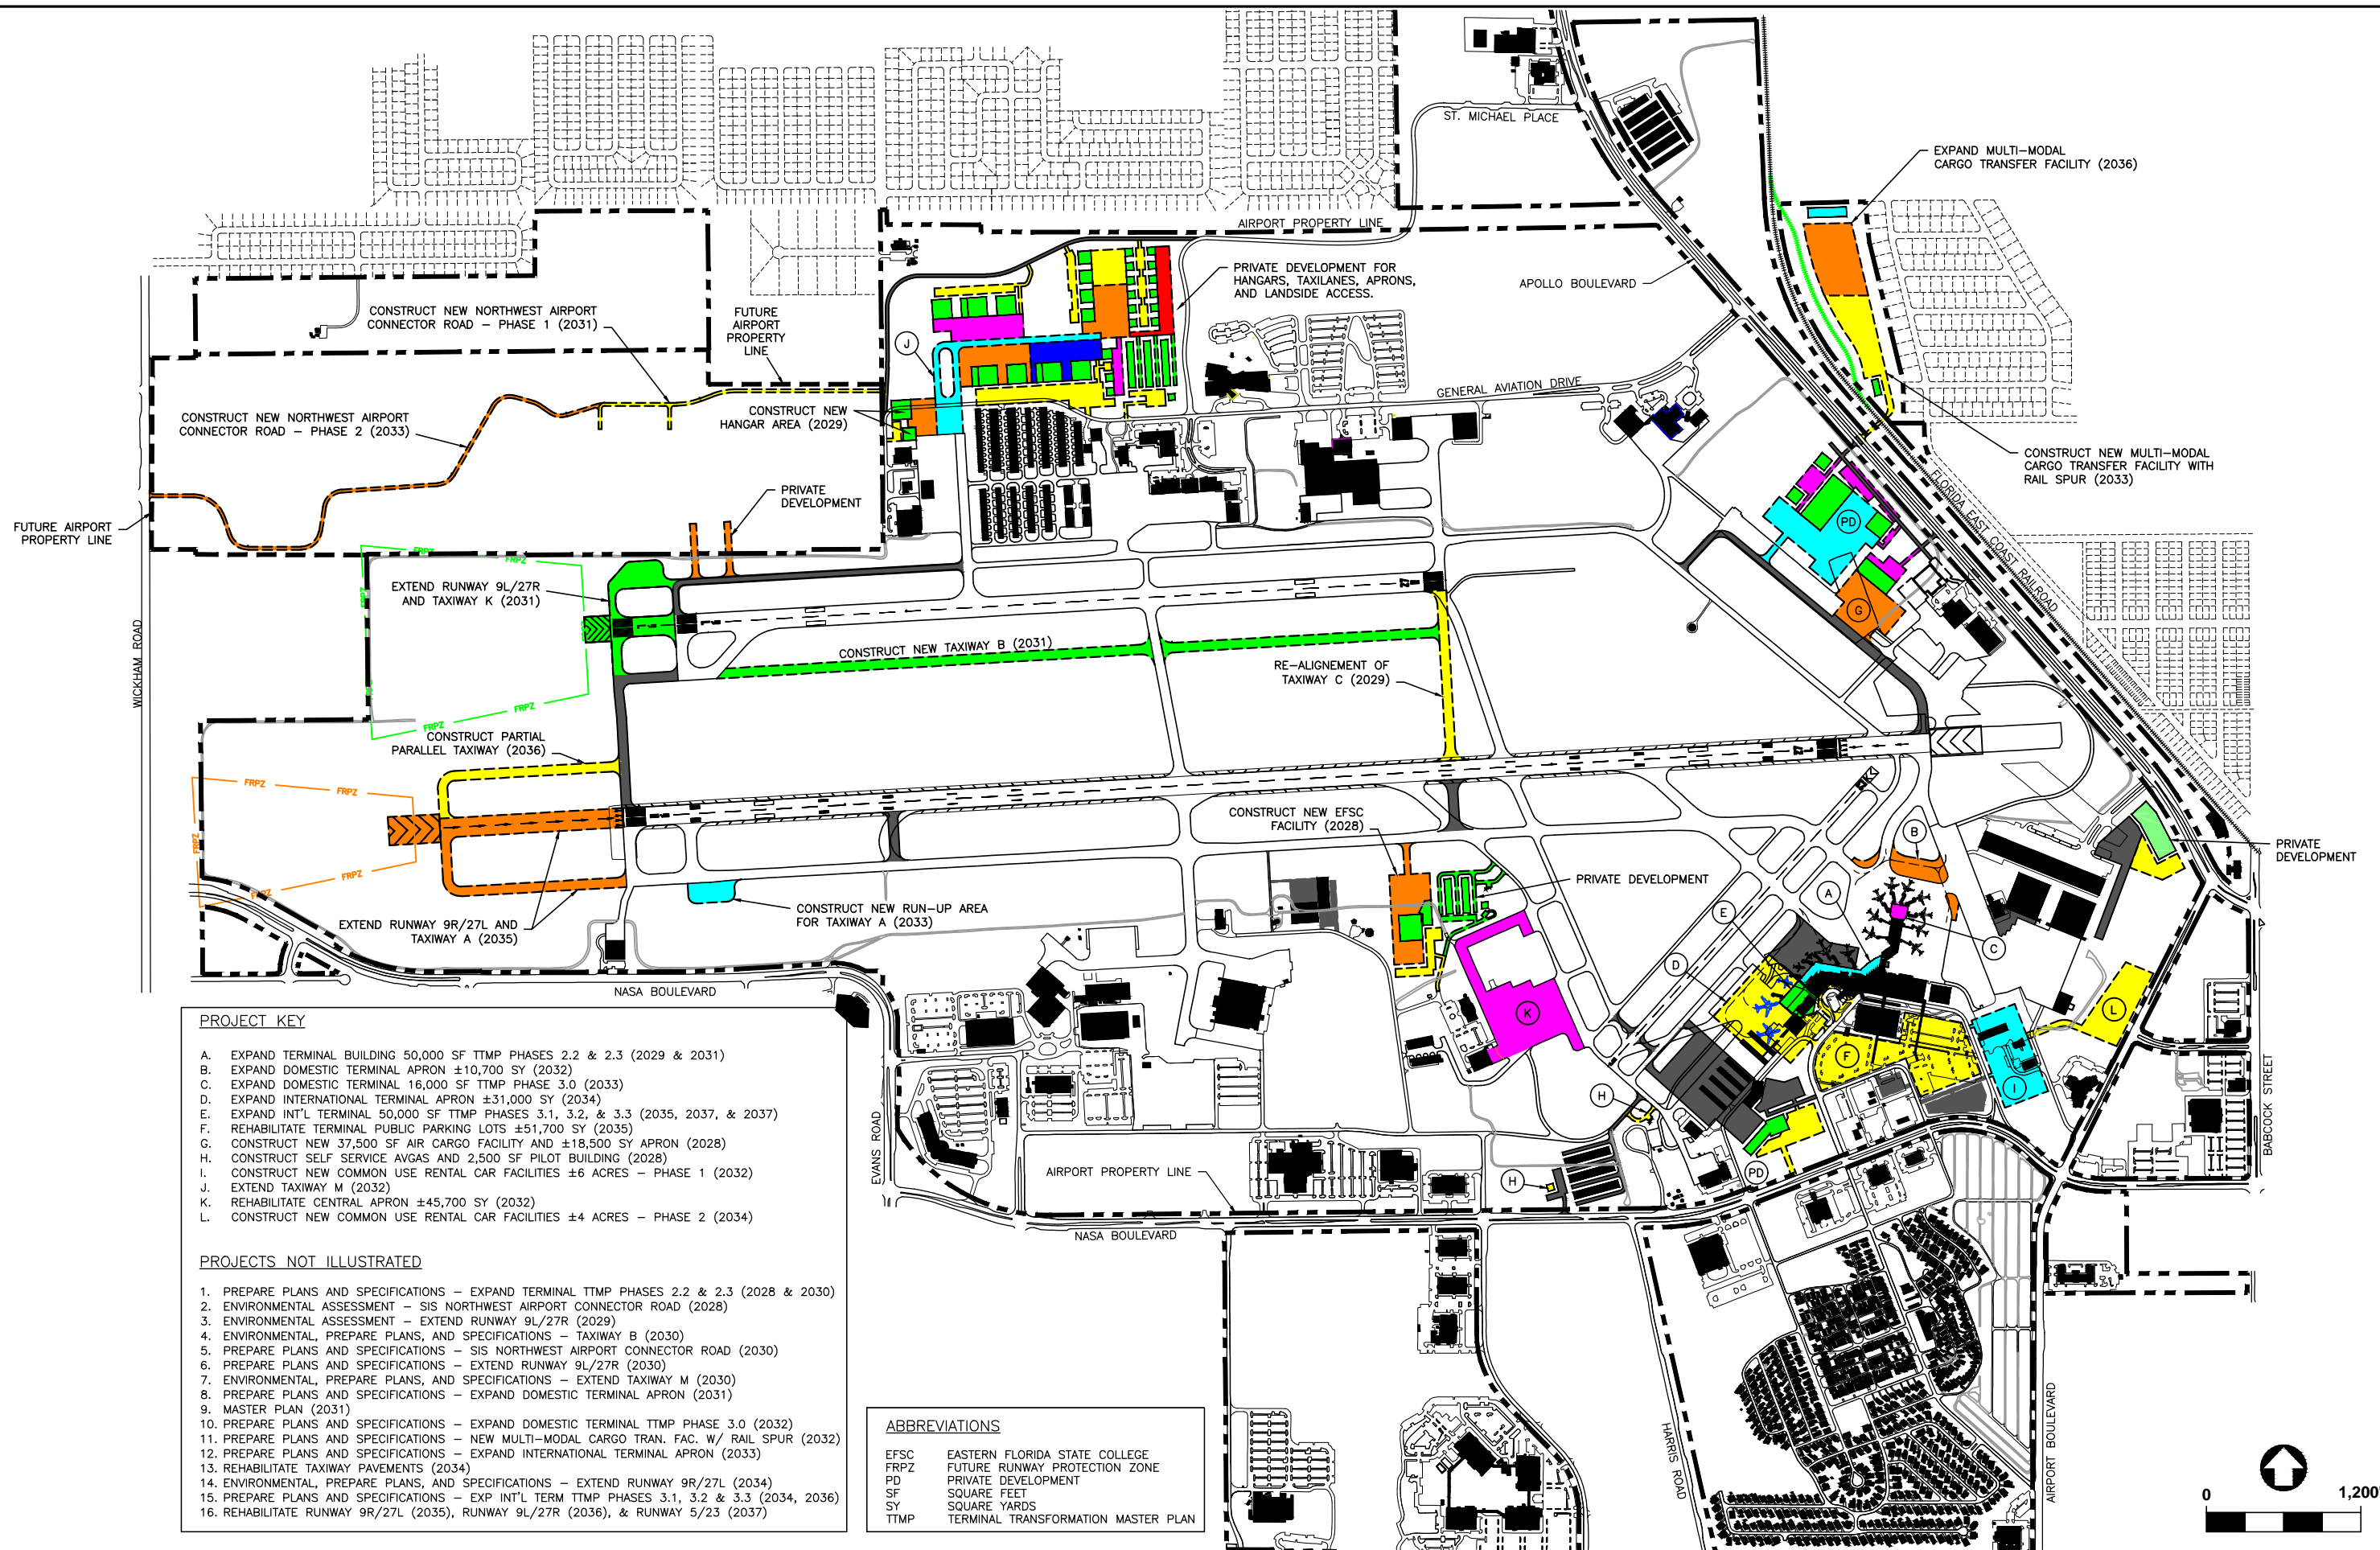 ST. MICHAEL PLACE
EXPAND MULTI-MODAL
CARGO TRANSFER FACILITY (2036)
AIRPORT PROPERTY LINE
PRIVATE DEVELOPMENT FOR
HANGARS, TAXILANES, APRONS,
AND LANDSIDE ACCESS.
APOLLO BOULEVARD
CONSTRUCT NEW NORTHWEST AIRPORT
CONNECTOR ROAD - PHASE 1 (2031)
FUTURE
AIRPORT
PROPERTY
LINE
J
GENERAL AVIATION DRIVE
CONSTRUCT NEW NORTHWEST AIRPORT
CONNECTOR ROAD - PHASE 2 (2033)
CONSTRUCT NEW
HANGAR AREA (2029)
CONSTRUCT NEW MULTI-MODAL
CARGO TRANSFER FACILITY WITH
RAIL SPUR (2033)
FLORIDA EAST COAST RAILROAD
PRIVATE
DEVELOPMENT
FUTURE AIRPORT
PROPERTY LINE
PD
FRPZ
FRPZ
FRPZ
EXTEND RUNWAY 9L/27R
AND TAXIWAY K (2031)
G
WICKHAM ROAD
CONSTRUCT NEW TAXIWAY B (2031)
RE-ALIGNEMENT OF
TAXIWAY C (2029)
FRPZ
FRPZ
CONSTRUCT PARTIAL
PARALLEL TAXIWAY (2036)
FRPZ
FRPZ
FRPZ
FRPZ
FRPZ
CONSTRUCT NEW EFSC
FACILITY (2028)
B
PRIVATE
DEVELOPMENT
PRIVATE DEVELOPMENT
A
EXTEND RUNWAY 9R/27L AND
TAXIWAY A (2035)
CONSTRUCT NEW RUN-UP AREA
FOR TAXIWAY A (2033)
E
C
D
NASA BOULEVARD
K
L
F
I
H
EVANS ROAD
BABCOCK STREET
AIRPORT PROPERTY LINE
H
PD
NASA BOULEVARD
HARRIS ROAD
AIRPORT BOULEVARD
PROJECT KEY
A. EXPAND TERMINAL BUILDING 50,000 SF TTMP PHASES 2.2 & 2.3 (2029 & 2031)
B. EXPAND DOMESTIC TERMINAL APRON ±10,700 SY (2032)
C. EXPAND DOMESTIC TERMINAL 16,000 SF TTMP PHASE 3.0 (2033)
D. EXPAND INTERNATIONAL TERMINAL APRON ±31,000 SY (2034)
E. EXPAND INT'L TERMINAL 50,000 SF TTMP PHASES 3.1, 3.2, & 3.3 (2035, 2037, & 2037)
F. REHABILITATE TERMINAL PUBLIC PARKING LOTS ±51,700 SY (2035)
G. CONSTRUCT NEW 37,500 SF AIR CARGO FACILITY AND ±18,500 SY APRON (2028)
H. CONSTRUCT SELF SERVICE AVGAS AND 2,500 SF PILOT BUILDING (2028)
I. CONSTRUCT NEW COMMON USE RENTAL CAR FACILITIES ±6 ACRES - PHASE 1 (2032)
J. EXTEND TAXIWAY M (2032)
K. REHABILITATE CENTRAL APRON ±45,700 SY (2032)
L. CONSTRUCT NEW COMMON USE RENTAL CAR FACILITIES ±4 ACRES - PHASE 2 (2034)
PROJECTS NOT ILLUSTRATED
1. PREPARE PLANS AND SPECIFICATIONS - EXPAND TERMINAL TTMP PHASES 2.2 & 2.3 (2028 & 2030)
2. ENVIRONMENTAL ASSESSMENT - SIS NORTHWEST AIRPORT CONNECTOR ROAD (2028)
3. ENVIRONMENTAL ASSESSMENT - EXTEND RUNWAY 9L/27R (2029)
4. ENVIRONMENTAL, PREPARE PLANS, AND SPECIFICATIONS - TAXIWAY B (2030)
5. PREPARE PLANS AND SPECIFICATIONS - SIS NORTHWEST AIRPORT CONNECTOR ROAD (2030)
6. PREPARE PLANS AND SPECIFICATIONS - EXTEND RUNWAY 9L/27R (2030)
7. ENVIRONMENTAL, PREPARE PLANS, AND SPECIFICATIONS - EXTEND TAXIWAY M (2030)
8. PREPARE PLANS AND SPECIFICATIONS - EXPAND DOMESTIC TERMINAL APRON (2031)
9. MASTER PLAN (2031)
10. PREPARE PLANS AND SPECIFICATIONS - EXPAND DOMESTIC TERMINAL TTMP PHASE 3.0 (2032)
11. PREPARE PLANS AND SPECIFICATIONS - NEW MULTI-MODAL CARGO TRAN. FAC. W/ RAIL SPUR (2032)
12. PREPARE PLANS AND SPECIFICATIONS - EXPAND INTERNATIONAL TERMINAL APRON (2033)
13. REHABILITATE TAXIWAY PAVEMENTS (2034)
14. ENVIRONMENTAL, PREPARE PLANS, AND SPECIFICATIONS - EXTEND RUNWAY 9R/27L (2034)
15. PREPARE PLANS AND SPECIFICATIONS - EXP INT'L TERM TTMP PHASES 3.1, 3.2 & 3.3 (2034, 2036)
16. REHABILITATE RUNWAY 9R/27L (2035), RUNWAY 9L/27R (2036), & RUNWAY 5/23 (2037)
ABBREVIATIONS
EFSC EASTERN FLORIDA STATE COLLEGE
FRPZ FUTURE RUNWAY PROTECTION ZONE
PD PRIVATE DEVELOPMENT
SF SQUARE FEET
SY SQUARE YARDS
TTMP TERMINAL TRANSFORMATION MASTER PLAN
0 1,200'